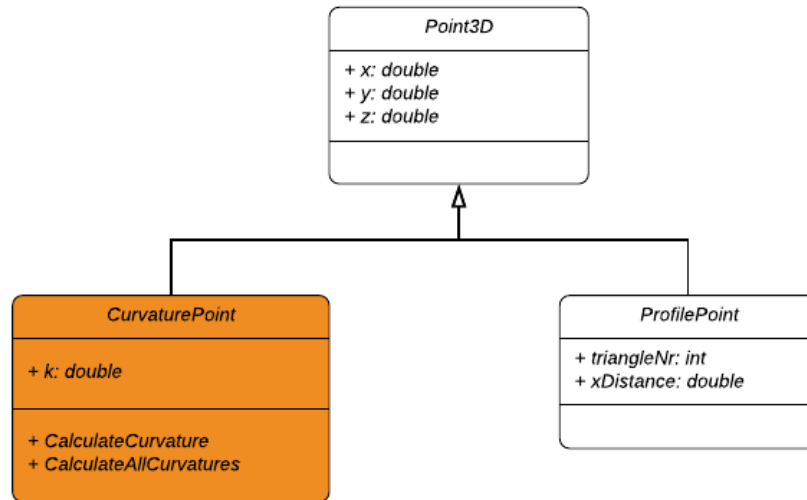 Point3D
+ x: double
+ y: double
+ z: double
CurvaturePoint
+ k: double
+ CalculateCurvature
+ CalculateAllCurvatures
ProfilePoint
+ triangleNr: int
+ xDistance: double